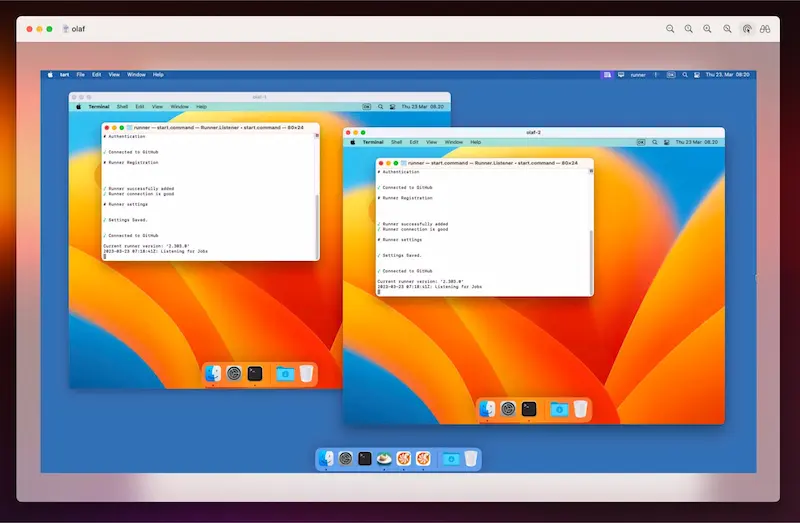 olaf
tart File Edit View Window Help
runner
Thu 23. Mar 08:20
olaf-1
Terminal Shell Edit View Window Help
Thu 23 Mar 08.20
runner — start.command — Runner.Listener ◂ start.command — 80×24
# Authentication
√ Connected to GitHub
# Runner Registration
√ Runner successfully added
√ Runner connection is good
# Runner settings
√ Settings Saved.
√ Connected to GitHub
Current runner version: '2.303.0'
2023-03-23 07:18:41Z: Listening for Jobs
olaf-2
Terminal Shell Edit View Window Help
Thu 23 Mar 08.20
runner — start.command — Runner.Listener ◂ start.command — 80×24
# Authentication
√ Connected to GitHub
# Runner Registration
√ Runner successfully added
√ Runner connection is good
# Runner settings
√ Settings Saved.
√ Connected to GitHub
Current runner version: '2.303.0'
2023-03-23 07:18:41Z: Listening for Jobs